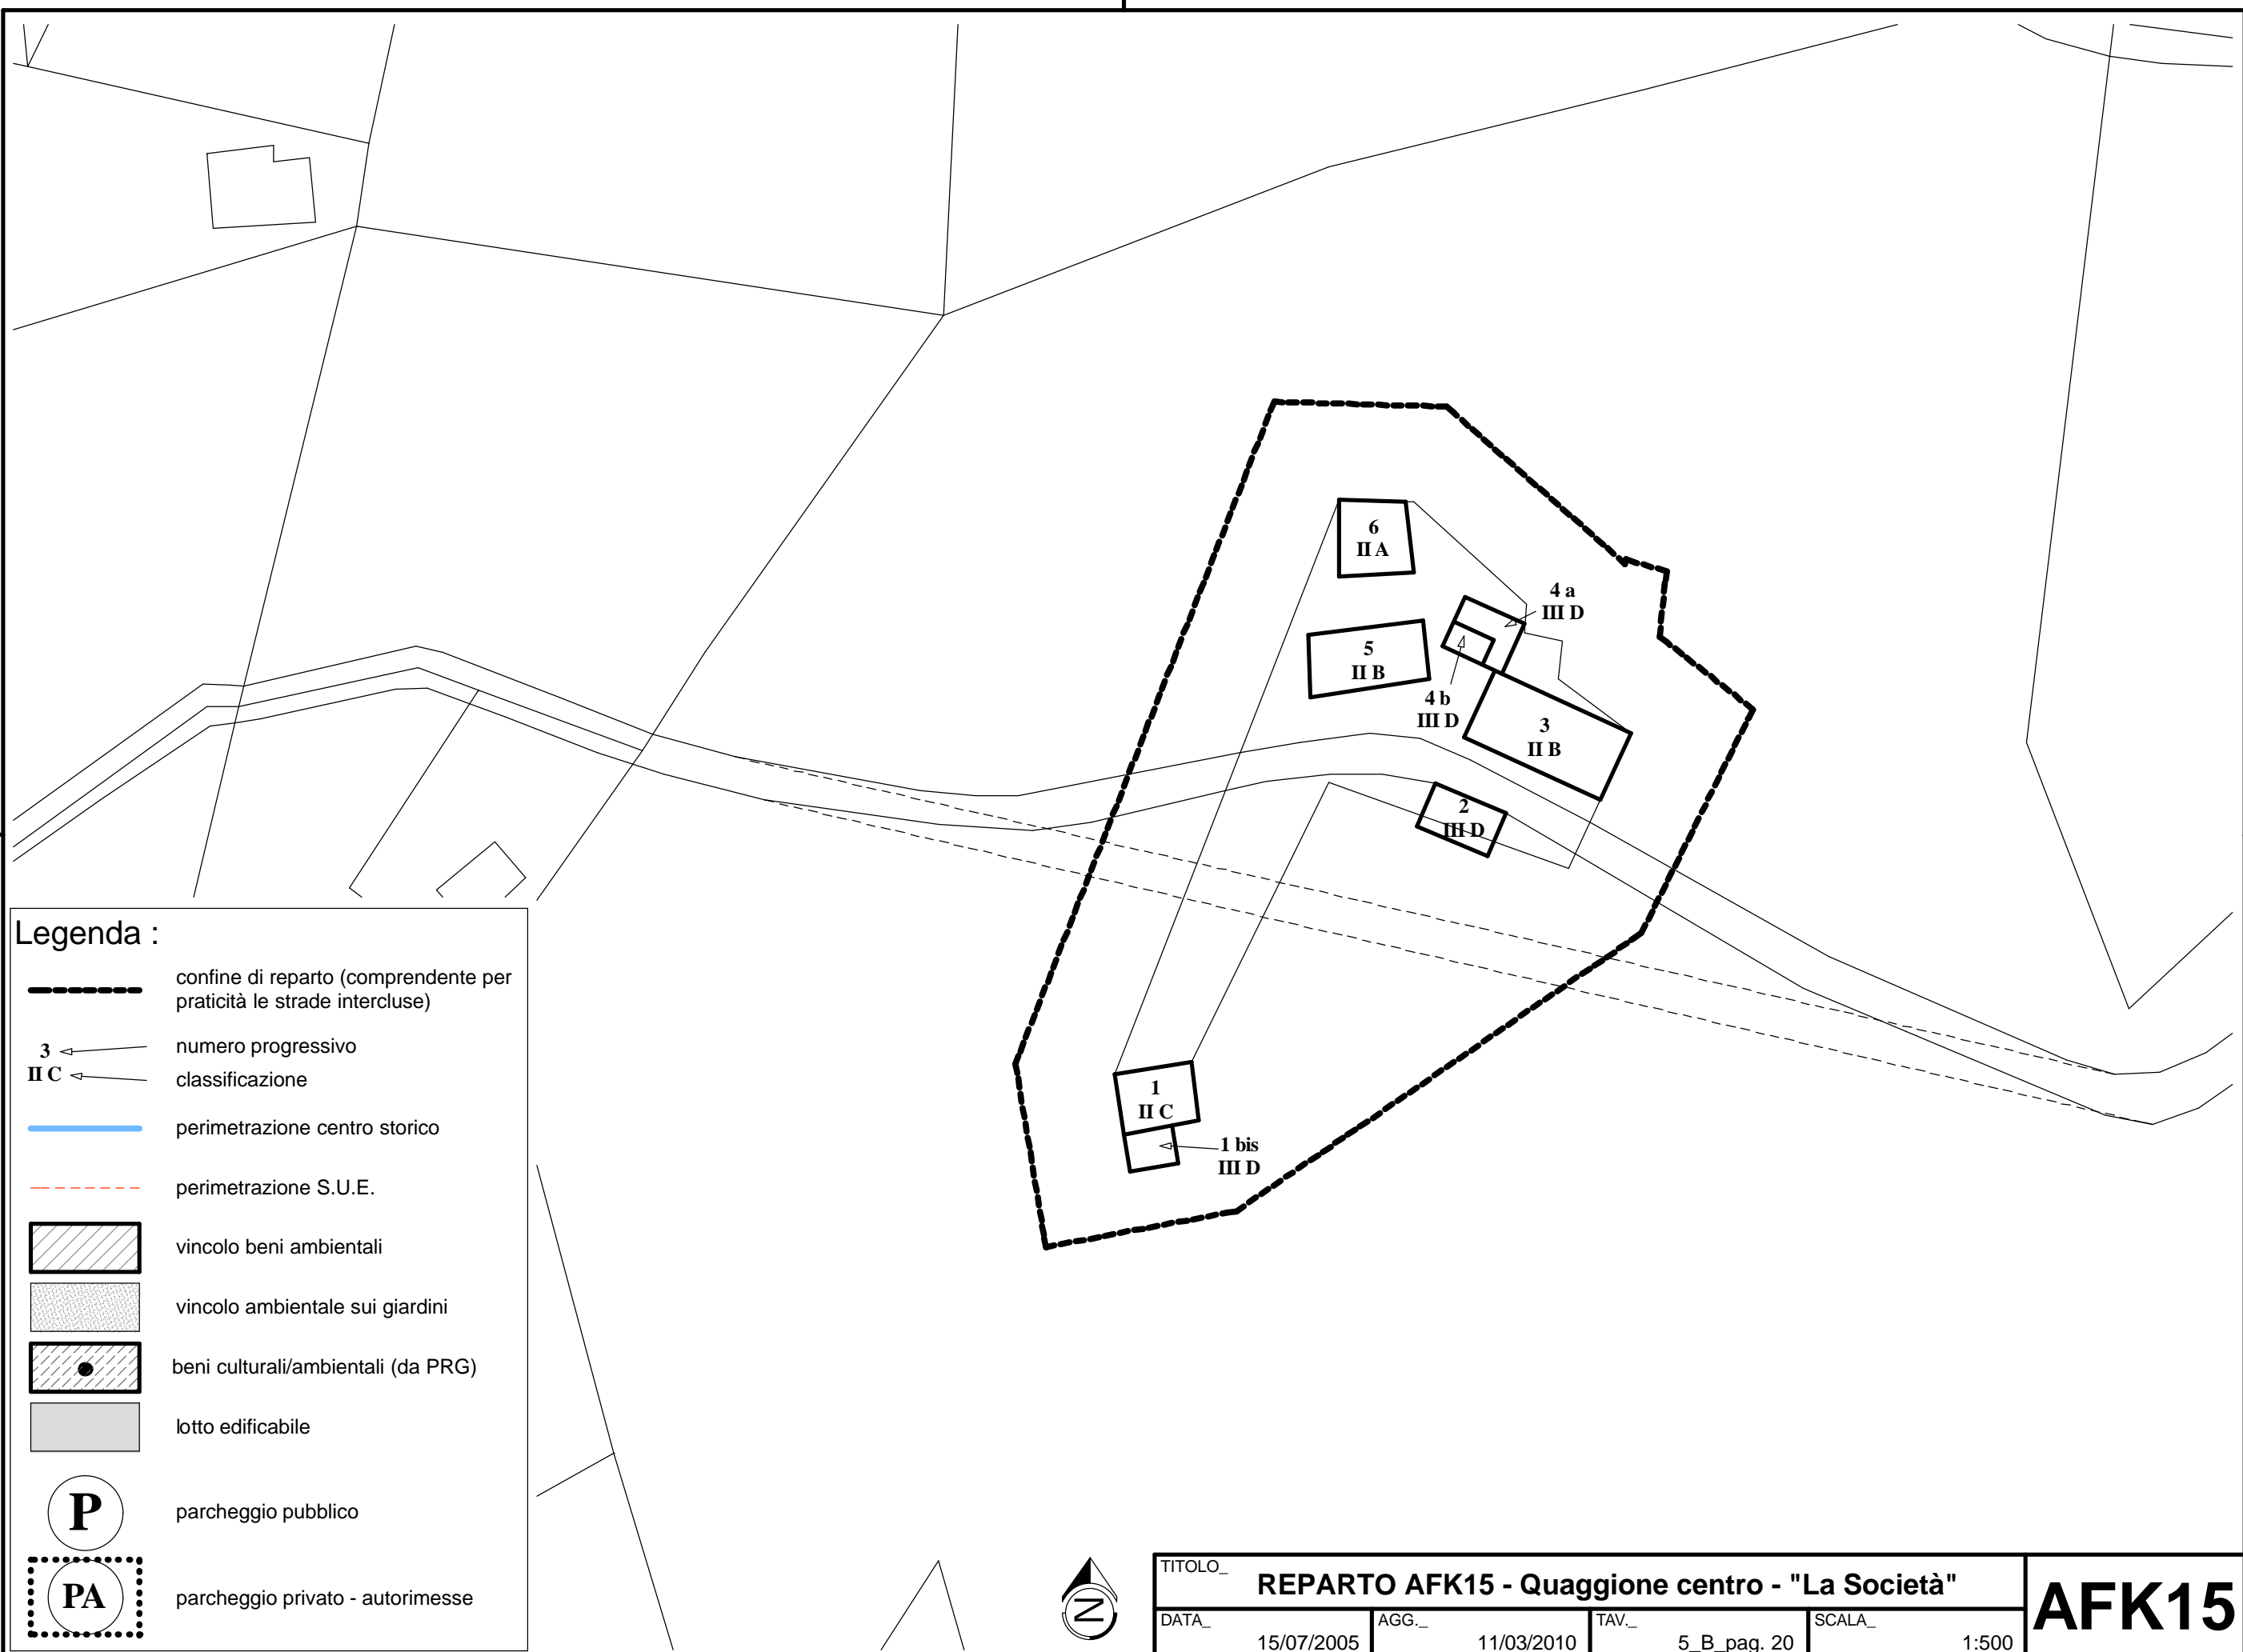 6
II A
4 a
III D
5
II B
4 b
III D
3
II B
2
III D
1
II C
1 bis
III D
Legenda :
confine di reparto (comprendente per
praticità le strade intercluse)
3
numero progressivo
II C
classificazione
perimetrazione centro storico
perimetrazione S.U.E.
vincolo beni ambientali
vincolo ambientale sui giardini
beni culturali/ambientali (da PRG)
lotto edificabile
P
parcheggio pubblico
PA
parcheggio privato - autorimesse
N
TITOLO_
REPARTO AFK15 - Quaggione centro - "La Società"
AFK15
DATA_
15/07/2005
AGG._
11/03/2010
TAV._
5_B_pag. 20
SCALA_
1:500